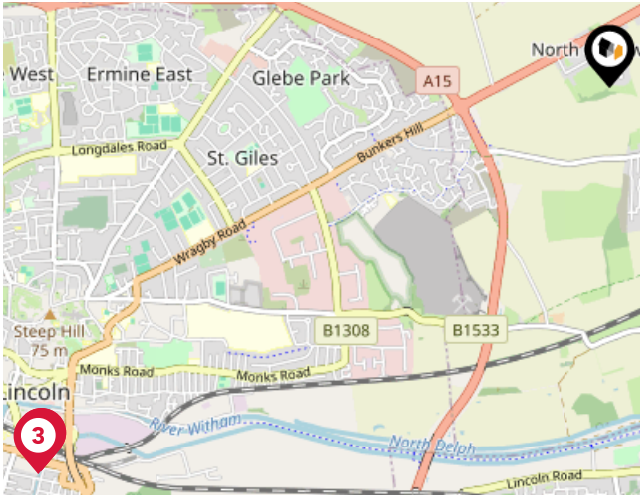 West
Ermine East
Glebe Park
A15
North
Longdales Road
St. Giles
Bunkers Hill
Wragby Road
Steep Hill
75 m
B1308
B1533
Monks Road
Monks Road
Lincoln
3
River Witham
North Delph
Lincoln Road